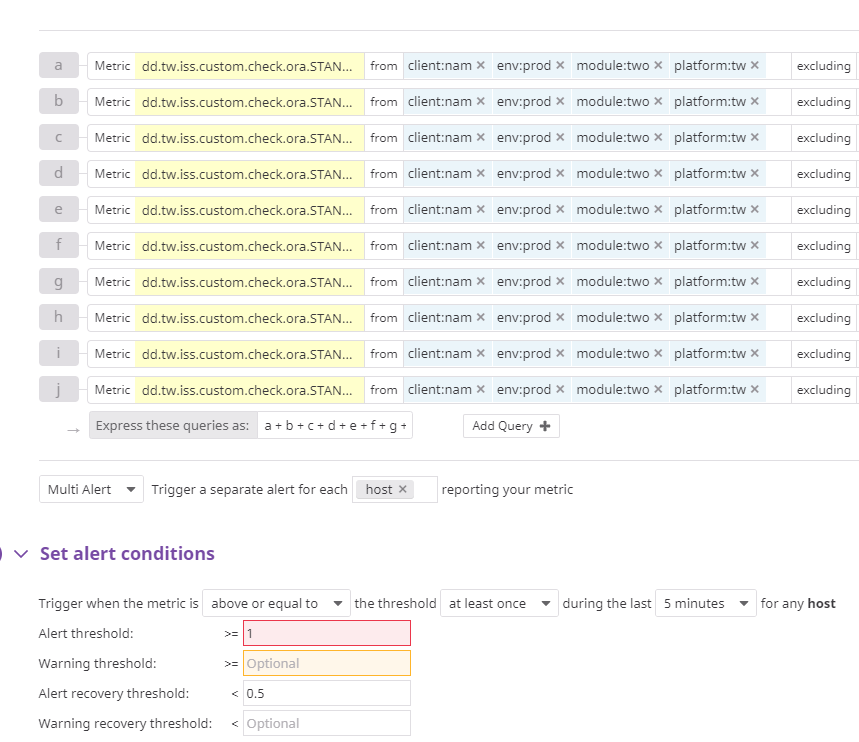 a Metric dd.tw.iss.custom.check.ora.STAN... from client:nam × env:prod × module:two × platform:tw × excluding
b Metric dd.tw.iss.custom.check.ora.STAN... from client:nam × env:prod × module:two × platform:tw × excluding
c Metric dd.tw.iss.custom.check.ora.STAN... from client:nam × env:prod × module:two × platform:tw × excluding
d Metric dd.tw.iss.custom.check.ora.STAN... from client:nam × env:prod × module:two × platform:tw × excluding
e Metric dd.tw.iss.custom.check.ora.STAN... from client:nam × env:prod × module:two × platform:tw × excluding
f Metric dd.tw.iss.custom.check.ora.STAN... from client:nam × env:prod × module:two × platform:tw × excluding
g Metric dd.tw.iss.custom.check.ora.STAN... from client:nam × env:prod × module:two × platform:tw × excluding
h Metric dd.tw.iss.custom.check.ora.STAN... from client:nam × env:prod × module:two × platform:tw × excluding
i Metric dd.tw.iss.custom.check.ora.STAN... from client:nam × env:prod × module:two × platform:tw × excluding
j Metric dd.tw.iss.custom.check.ora.STAN... from client:nam × env:prod × module:two × platform:tw × excluding
→ Express these queries as: a + b + c + d + e + f + g + Add Query +
Multi Alert Trigger a separate alert for each host × reporting your metric
Set alert conditions
Trigger when the metric is above or equal to the threshold at least once during the last 5 minutes for any host
Alert threshold: >= 1
Warning threshold: >= Optional
Alert recovery threshold: < 0.5
Warning recovery threshold: < Optional